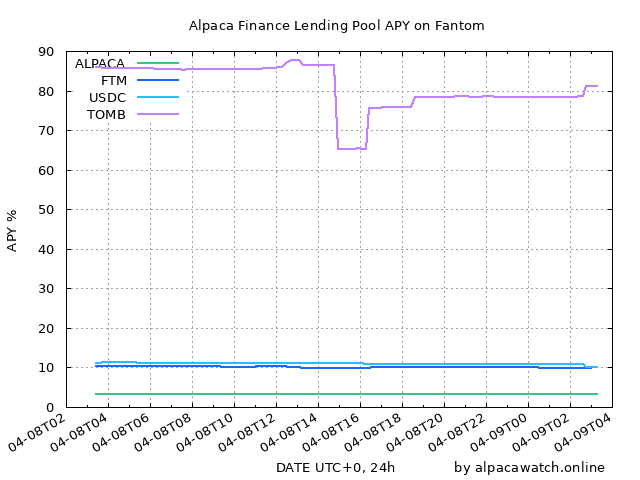 Alpaca Finance Lending Pool APY on Fantom
90
80
70
60
50
40
30
20
10
0
APY %
ALPACA
FTM
USDC
TOMB
04-08T02
04-08T04
04-08T06
04-08T08
04-08T10
04-08T12
04-08T14
04-08T16
04-08T18
04-08T20
04-08T22
04-09T00
04-09T02
04-09T04
DATE UTC+0, 24h
by alpacawatch.online